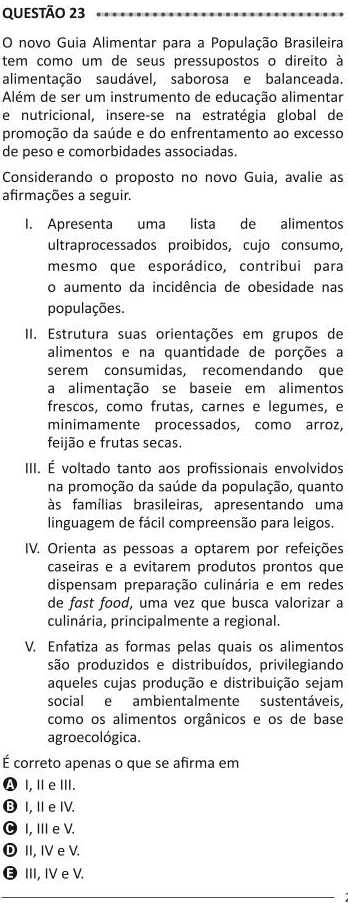 QUESTÃO 23
O novo Guia Alimentar para a População Brasileira
tem como um de seus pressupostos o direito à
alimentação saudável, saborosa e balanceada.
Além de ser um instrumento de educação alimentar
e nutricional, insere-se na estratégia global de
promoção da saúde e do enfrentamento ao excesso
de peso e comorbidades associadas.
Considerando o proposto no novo Guia, avalie as
afirmações a seguir.
I. Apresenta uma lista de alimentos
ultraprocessados proibidos, cujo consumo,
mesmo que esporádico, contribui para
o aumento da incidência de obesidade nas
populações.
II. Estrutura suas orientações em grupos de
alimentos e na quantidade de porções a
serem consumidas, recomendando que
a alimentação se baseie em alimentos
frescos, como frutas, carnes e legumes, e
minimamente processados, como arroz,
feijão e frutas secas.
III. É voltado tanto aos profissionais envolvidos
na promoção da saúde da população, quanto
às famílias brasileiras, apresentando uma
linguagem de fácil compreensão para leigos.
IV. Orienta as pessoas a optarem por refeições
caseiras e a evitarem produtos prontos que
dispensam preparação culinária e em redes
de fast food, uma vez que busca valorizar a
culinária, principalmente a regional.
V. Enfatiza as formas pelas quais os alimentos
são produzidos e distribuídos, privilegiando
aqueles cujas produção e distribuição sejam
social e ambientalmente sustentáveis,
como os alimentos orgânicos e os de base
agroecológica.
É correto apenas o que se afirma em
A I, II e III.
B I, II e IV.
C I, III e V.
D II, IV e V.
E III, IV e V.